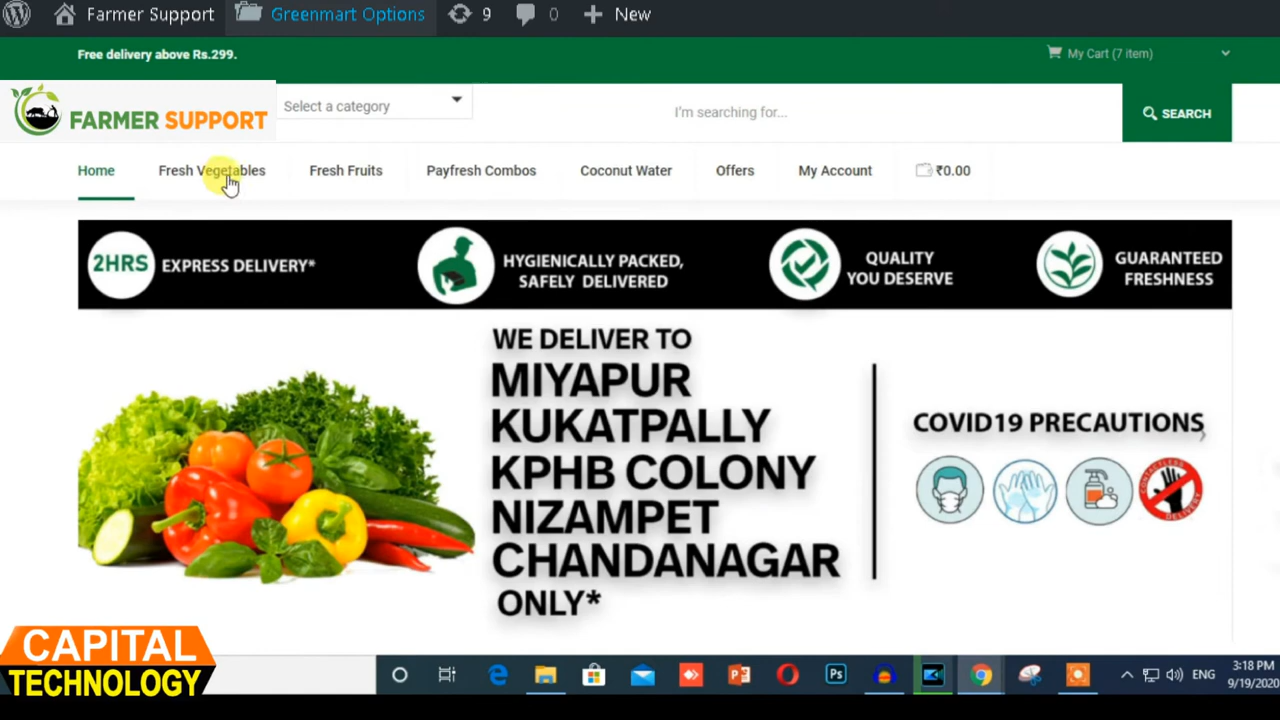 Farmer Support Greenmart Options 9 0 New
Free delivery above Rs.299. My Cart (7 item)
FARMER SUPPORT Select a category I'm searching for... SEARCH
Home Fresh Vegetables Fresh Fruits Payfresh Combos Coconut Water Offers My Account ₹0.00
2HRS EXPRESS DELIVERY*
HYGIENICALLY PACKED,
SAFELY DELIVERED
QUALITY
YOU DESERVE
GUARANTEED
FRESHNESS
WE DELIVER TO
MIYAPUR
KUKATPALLY
KPHB COLONY
NIZAMPET
CHANDANAGAR
ONLY*
COVID19 PRECAUTIONS
CONTACTLESS
DELIVERY
CAPITAL
TECHNOLOGY
Ps
ENG
3:18 PM
9/19/2020